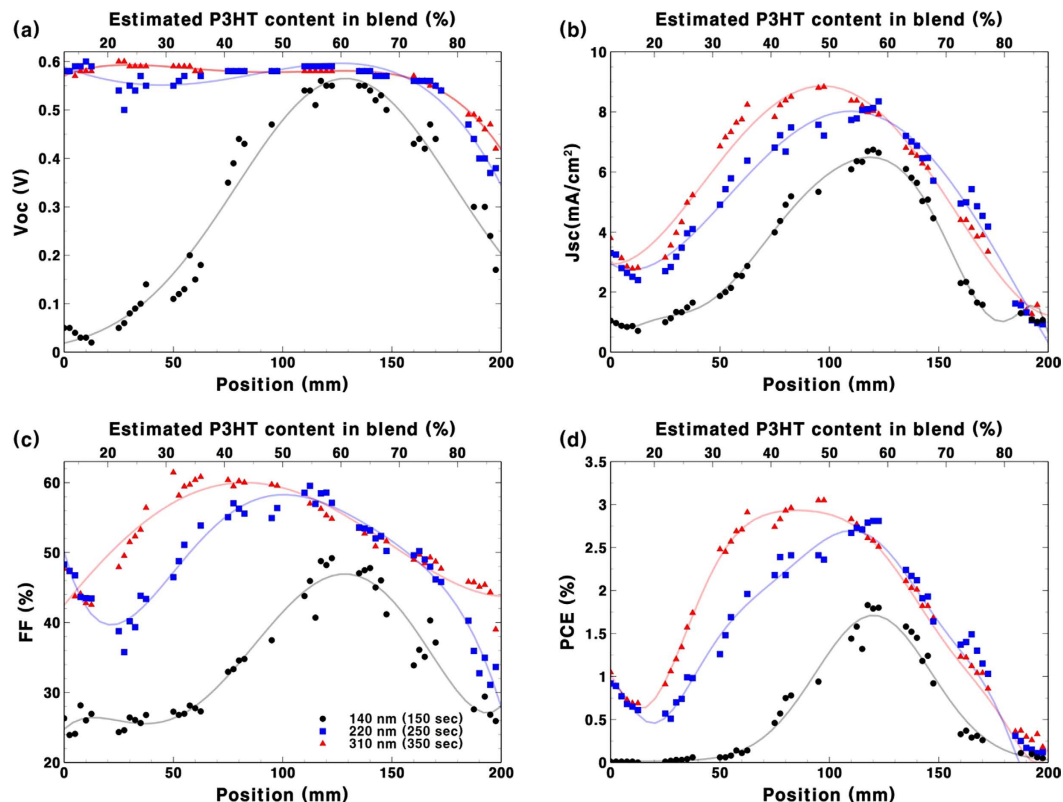 Estimated P3HT content in blend (%)
(a)
20 30 40 50 60 70 80
0.6
0.5
0.4
0.3
0.2
0.1
0
Voc (V)
0 50 100 150 200
Position (mm)
Estimated P3HT content in blend (%)
(b)
20 30 40 50 60 70 80
10
8
6
4
2
0
Jsc(mA/cm²)
0 50 100 150 200
Position (mm)
Estimated P3HT content in blend (%)
(c)
20 30 40 50 60 70 80
70
60
50
40
30
20
FF (%)
140 nm (150 sec)
220 nm (250 sec)
310 nm (350 sec)
0 50 100 150 200
Position (mm)
Estimated P3HT content in blend (%)
(d)
20 30 40 50 60 70 80
3.5
3
2.5
2
1.5
1
0.5
0
PCE (%)
0 50 100 150 200
Position (mm)